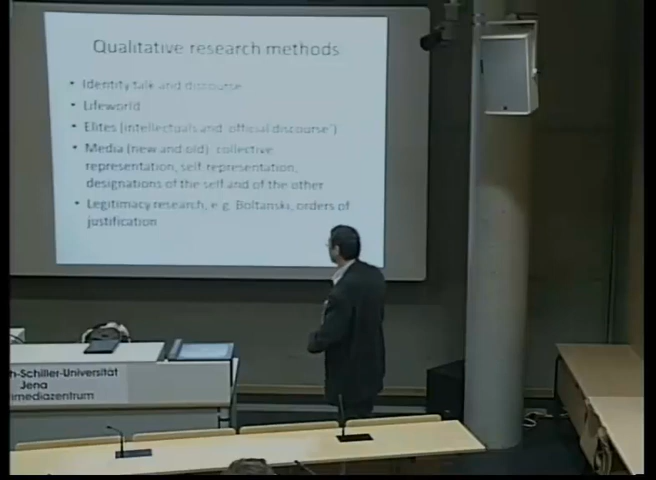 Qualitative research methods
• Identity talk and discourse
• Lifeworld
• Elites (intellectuals and 'official discourse')
• Media (new and old): collective
representation, self-representation,
designations of the self and of the other
• Legitimacy research, e.g. Boltanski, orders of
justification
h-Schiller-Universität
Jena
imediazentrum